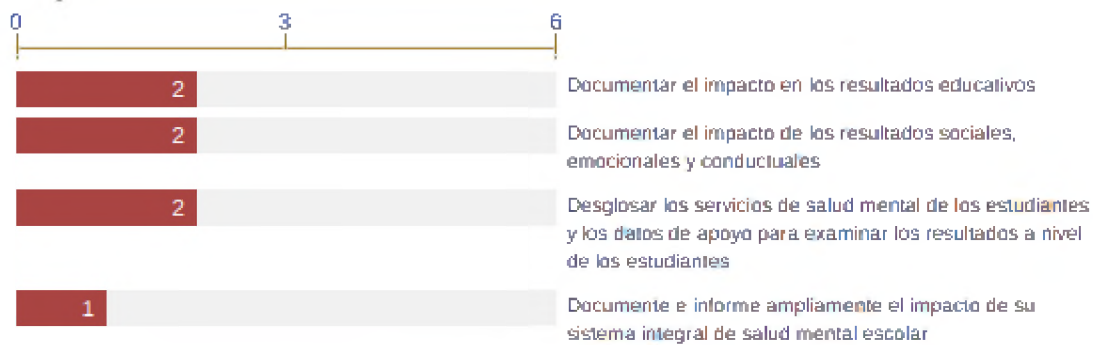 0 3 6
2 Documentar el impacto en los resultados educativos
2 Documentar el impacto de los resultados sociales,
emocionales y conductuales
2 Desglosar los servicios de salud mental de los estudiantes
y los datos de apoyo para examinar los resultados a nivel
de los estudiantes
1 Documente e informe ampliamente el impacto de su
sistema integral de salud mental escolar